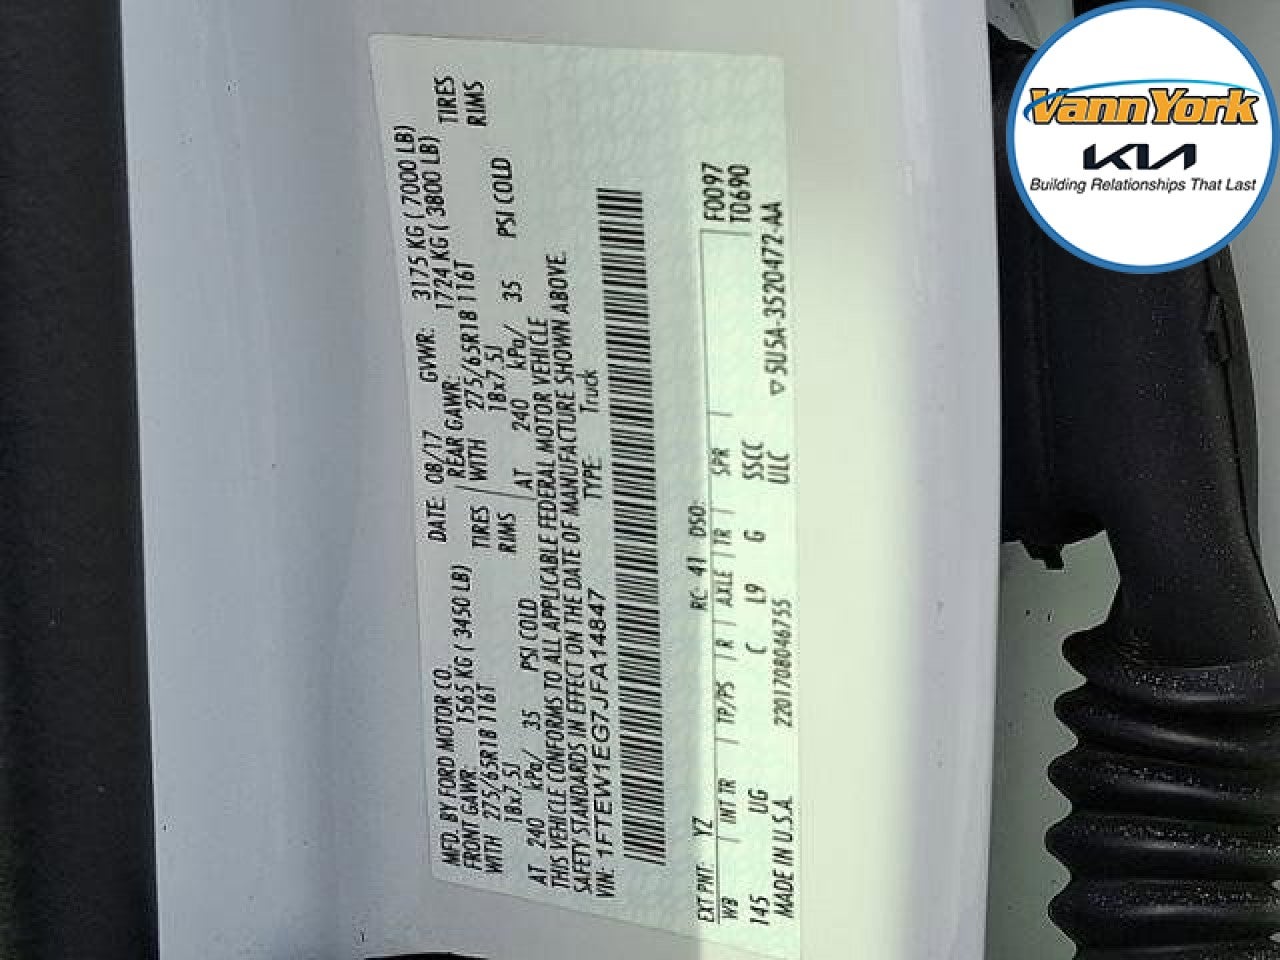 MFD. BY FORD MOTOR CO.
DATE: 08/17 GVWR: 3175 KG ( 7000 LB)
FRONT GAWR: 1565 KG ( 3450 LB)
REAR GAWR: 1724 KG ( 3800 LB)
WITH 275/65R18 116T TIRES
WITH 275/65R18 116T TIRES
18x7.5J RIMS
18x7.5J RIMS
AT 240 kPa/ 35 PSI COLD
AT 240 kPa/ 35 PSI COLD
THIS VEHICLE CONFORMS TO ALL APPLICABLE FEDERAL MOTOR VEHICLE
SAFETY STANDARDS IN EFFECT ON THE DATE OF MANUFACTURE SHOWN ABOVE.
VIN: 1FTEW1EG7JFA14847 TYPE: Truck
EXT PNT: YZ RC: 41 DSO: F0097
WB INT TR TP/PS R AXLE TR SPR T0690
145 UG C L9 G SSCC
MADE IN U.S.A. 2201708046755 ULC ▽ 5U5A-3520472-AA
VannYork
KIA
Building Relationships That Last